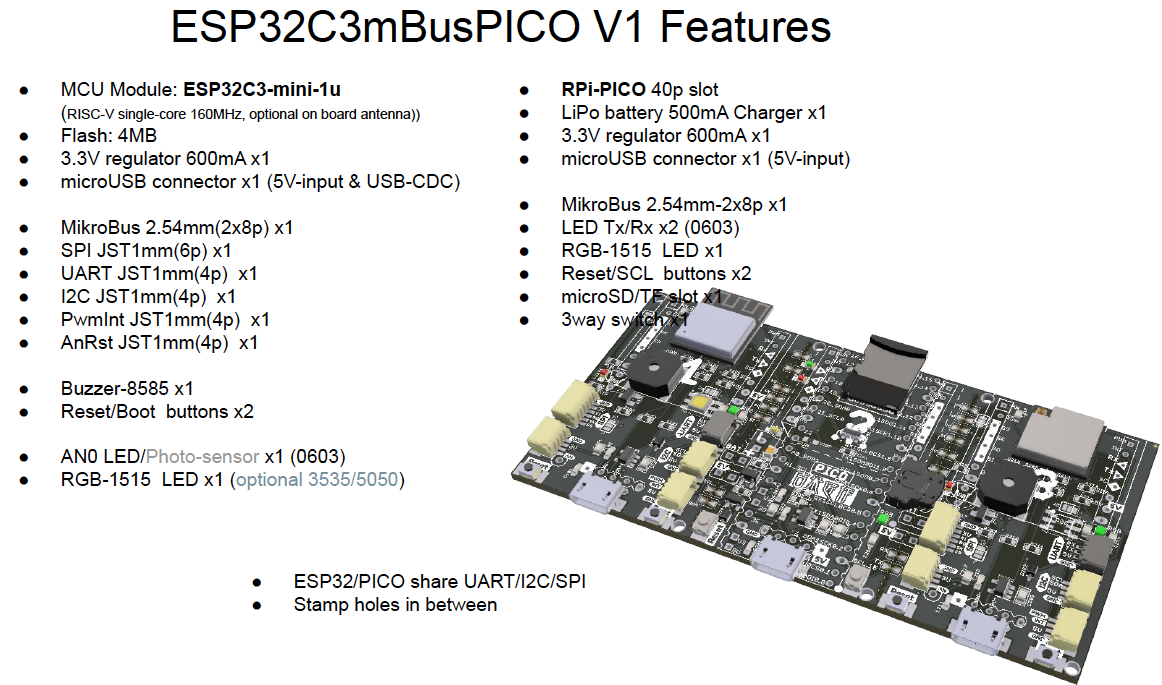 ESP32C3mBusPICO V1 Features
● MCU Module: ESP32C3-mini-1u
(RISC-V single-core 160MHz, optional on board antenna))
● Flash: 4MB
● 3.3V regulator 600mA x1
● microUSB connector x1 (5V-input & USB-CDC)
● MikroBus 2.54mm(2x8p) x1
● SPI JST1mm(6p) x1
● UART JST1mm(4p) x1
● I2C JST1mm(4p) x1
● PwmInt JST1mm(4p) x1
● AnRst JST1mm(4p) x1
● Buzzer-8585 x1
● Reset/Boot buttons x2
● AN0 LED/Photo-sensor x1 (0603)
● RGB-1515 LED x1 (optional 3535/5050)
● RPi-PICO 40p slot
● LiPo battery 500mA Charger x1
● 3.3V regulator 600mA x1
● microUSB connector x1 (5V-input)
● MikroBus 2.54mm-2x8p x1
● LED Tx/Rx x2 (0603)
● RGB-1515 LED x1
● Reset/SCL buttons x2
● microSD/TF slot x1
● 3way switch x1
● ESP32/PICO share UART/I2C/SPI
● Stamp holes in between
1
2
3
PICO
UART
Reset
5V